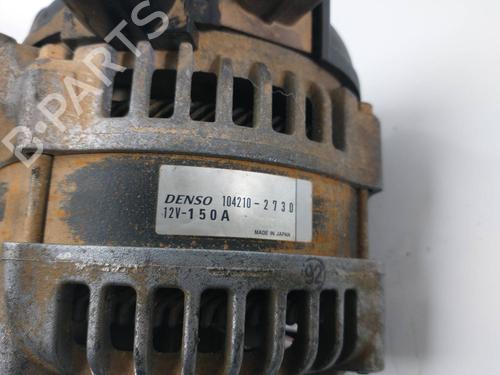 B-PARTS
DENSO 104210-2730
12V-150A
MADE IN JAPAN
92